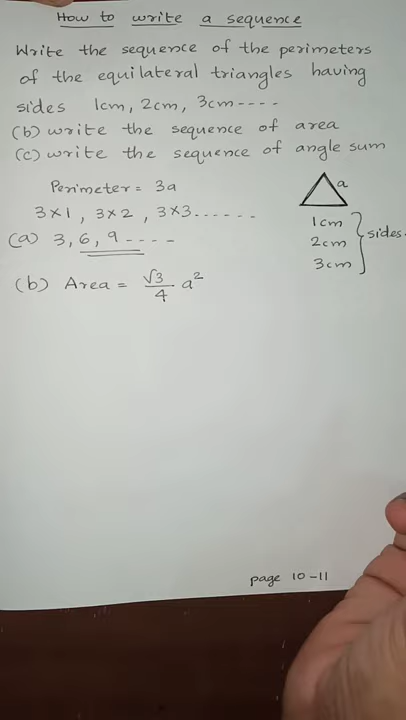 How to write a sequence
Write the sequence of the perimeters
of the equilateral triangles having
sides 1cm, 2cm, 3cm----
(b) write the sequence of area
(c) write the sequence of angle sum
Perimeter = 3a
3×1, 3×2, 3×3......
(a) 3, 6, 9----
a
1cm
2cm
3cm
sides.
(b) Area = √3/4 a²
page 10-11